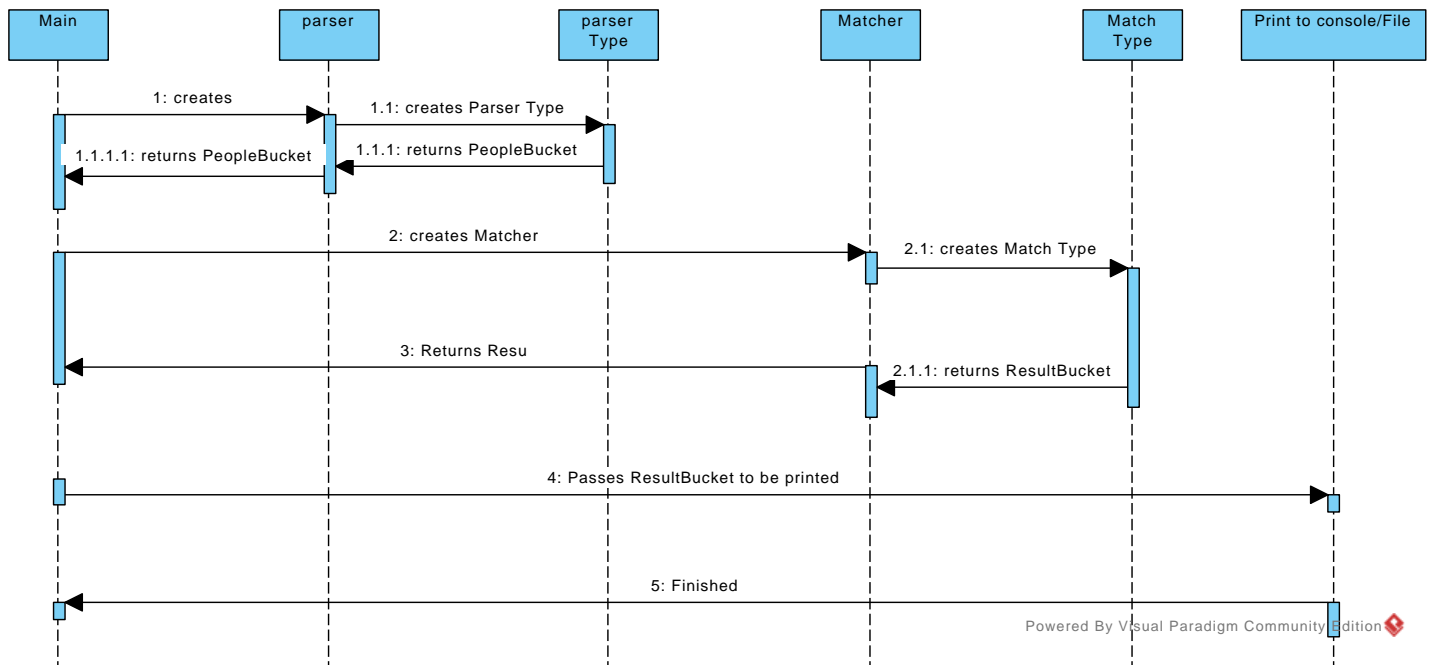 Main
parser
parser
Type
Matcher
Match
Type
Print to console/File
1: creates
1.1: creates Parser Type
1.1.1.1: returns PeopleBucket
1.1.1: returns PeopleBucket
2: creates Matcher
2.1: creates Match Type
3: Returns Resu
2.1.1: returns ResultBucket
4: Passes ResultBucket to be printed
5: Finished
Powered By Visual Paradigm Community Edition